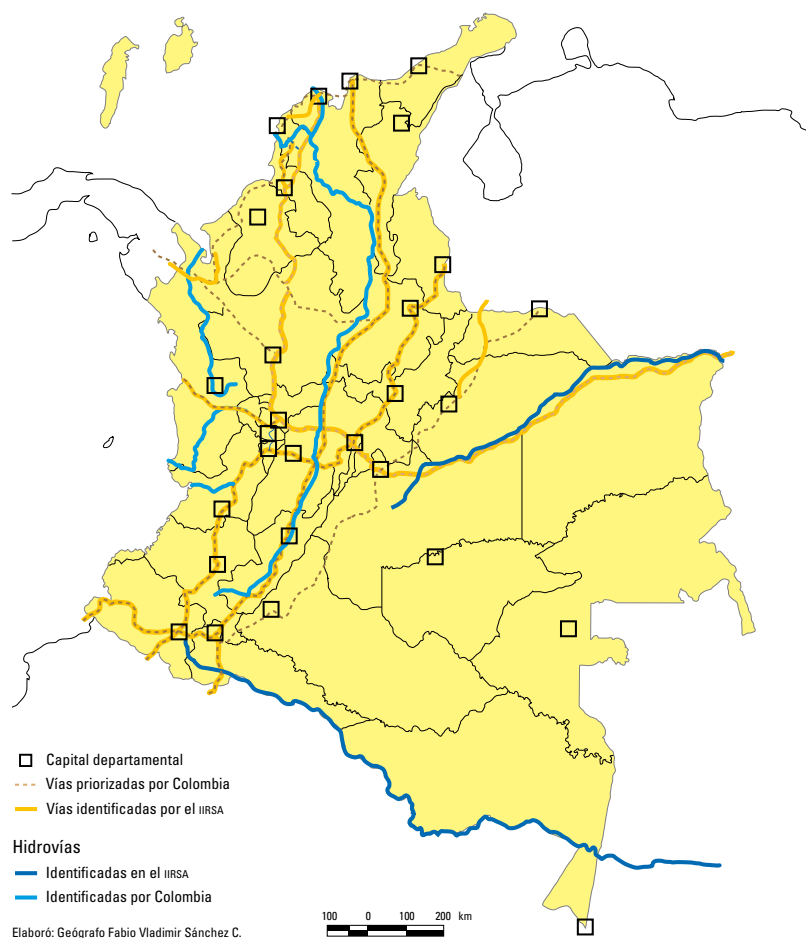 Capital departamental
Vías priorizadas por Colombia
Vías identificadas por el IIRSA
Hidrovías
Identificadas en el IIRSA
Identificadas por Colombia
Elaboró: Geógrafo Fabio Vladimir Sánchez C.
100 0 100 200 km